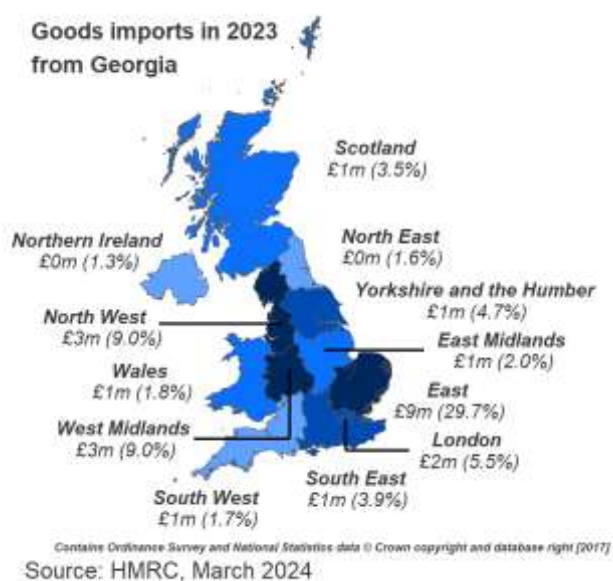 Goods imports in 2023
from Georgia
Scotland
£1m (3.5%)
Northern Ireland
£0m (1.3%)
North East
£0m (1.6%)
Yorkshire and the Humber
£1m (4.7%)
North West
£3m (9.0%)
East Midlands
£1m (2.0%)
Wales
£1m (1.8%)
East
£9m (29.7%)
West Midlands
£3m (9.0%)
London
£2m (5.5%)
South East
£1m (3.9%)
South West
£1m (1.7%)
Contains Ordinance Survey and National Statistics data © Crown copyright and database right [2017]
Source: HMRC, March 2024